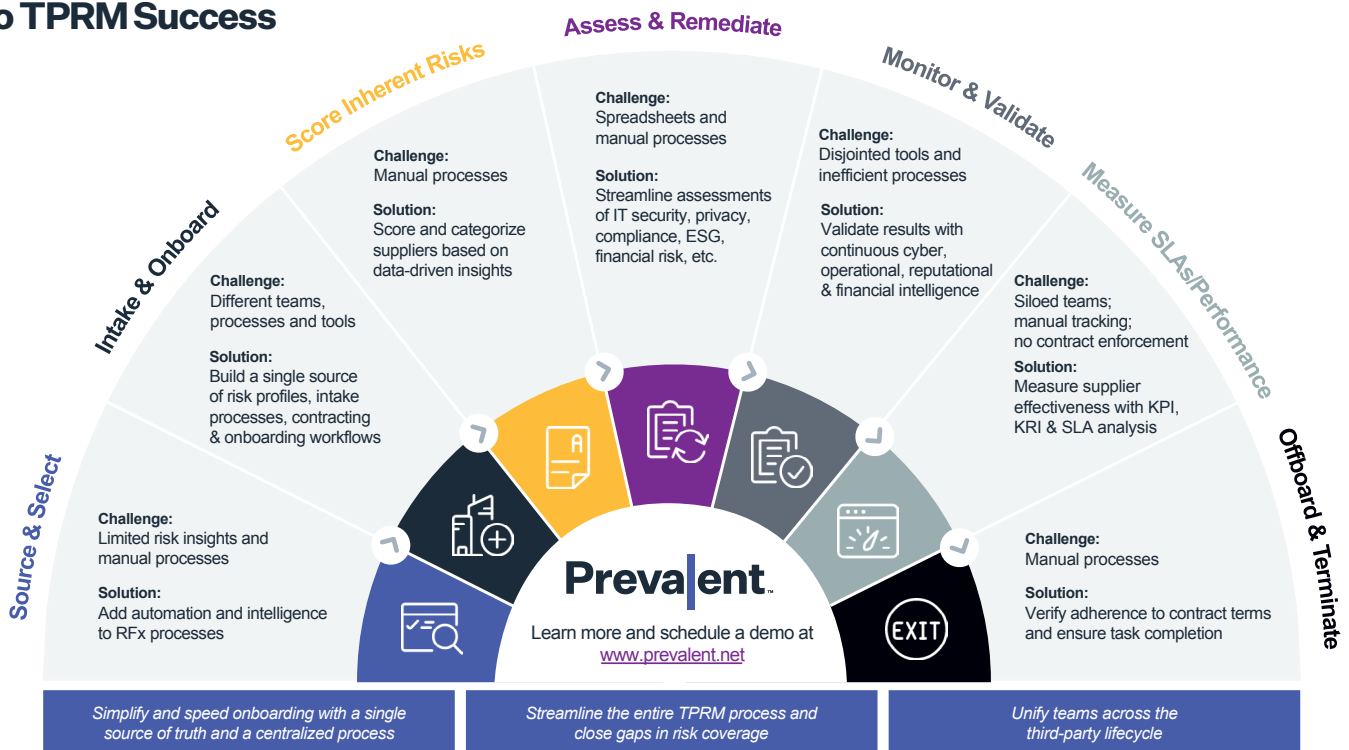 o TPRM Success
Source & Select
Challenge:
Limited risk insights and
manual processes
Solution:
Add automation and intelligence
to RFx processes
Intake & Onboard
Challenge:
Different teams,
processes and tools
Solution:
Build a single source
of risk profiles, intake
processes, contracting
& onboarding workflows
Score Inherent Risks
Challenge:
Manual processes
Solution:
Score and categorize
suppliers based on
data-driven insights
Assess & Remediate
Challenge:
Spreadsheets and
manual processes
Solution:
Streamline assessments
of IT security, privacy,
compliance, ESG,
financial risk, etc.
Monitor & Validate
Challenge:
Disjointed tools and
inefficient processes
Solution:
Validate results with
continuous cyber,
operational, reputational
& financial intelligence
Measure SLAs/Performance
Challenge:
Siloed teams;
manual tracking;
no contract enforcement
Solution:
Measure supplier
effectiveness with KPI,
KRI & SLA analysis
Offboard & Terminate
Challenge:
Manual processes
Solution:
Verify adherence to contract terms
and ensure task completion
A
EXIT
Prevalent™
Learn more and schedule a demo at
www.prevalent.net
Simplify and speed onboarding with a single
source of truth and a centralized process
Streamline the entire TPRM process and
close gaps in risk coverage
Unify teams across the
third-party lifecycle